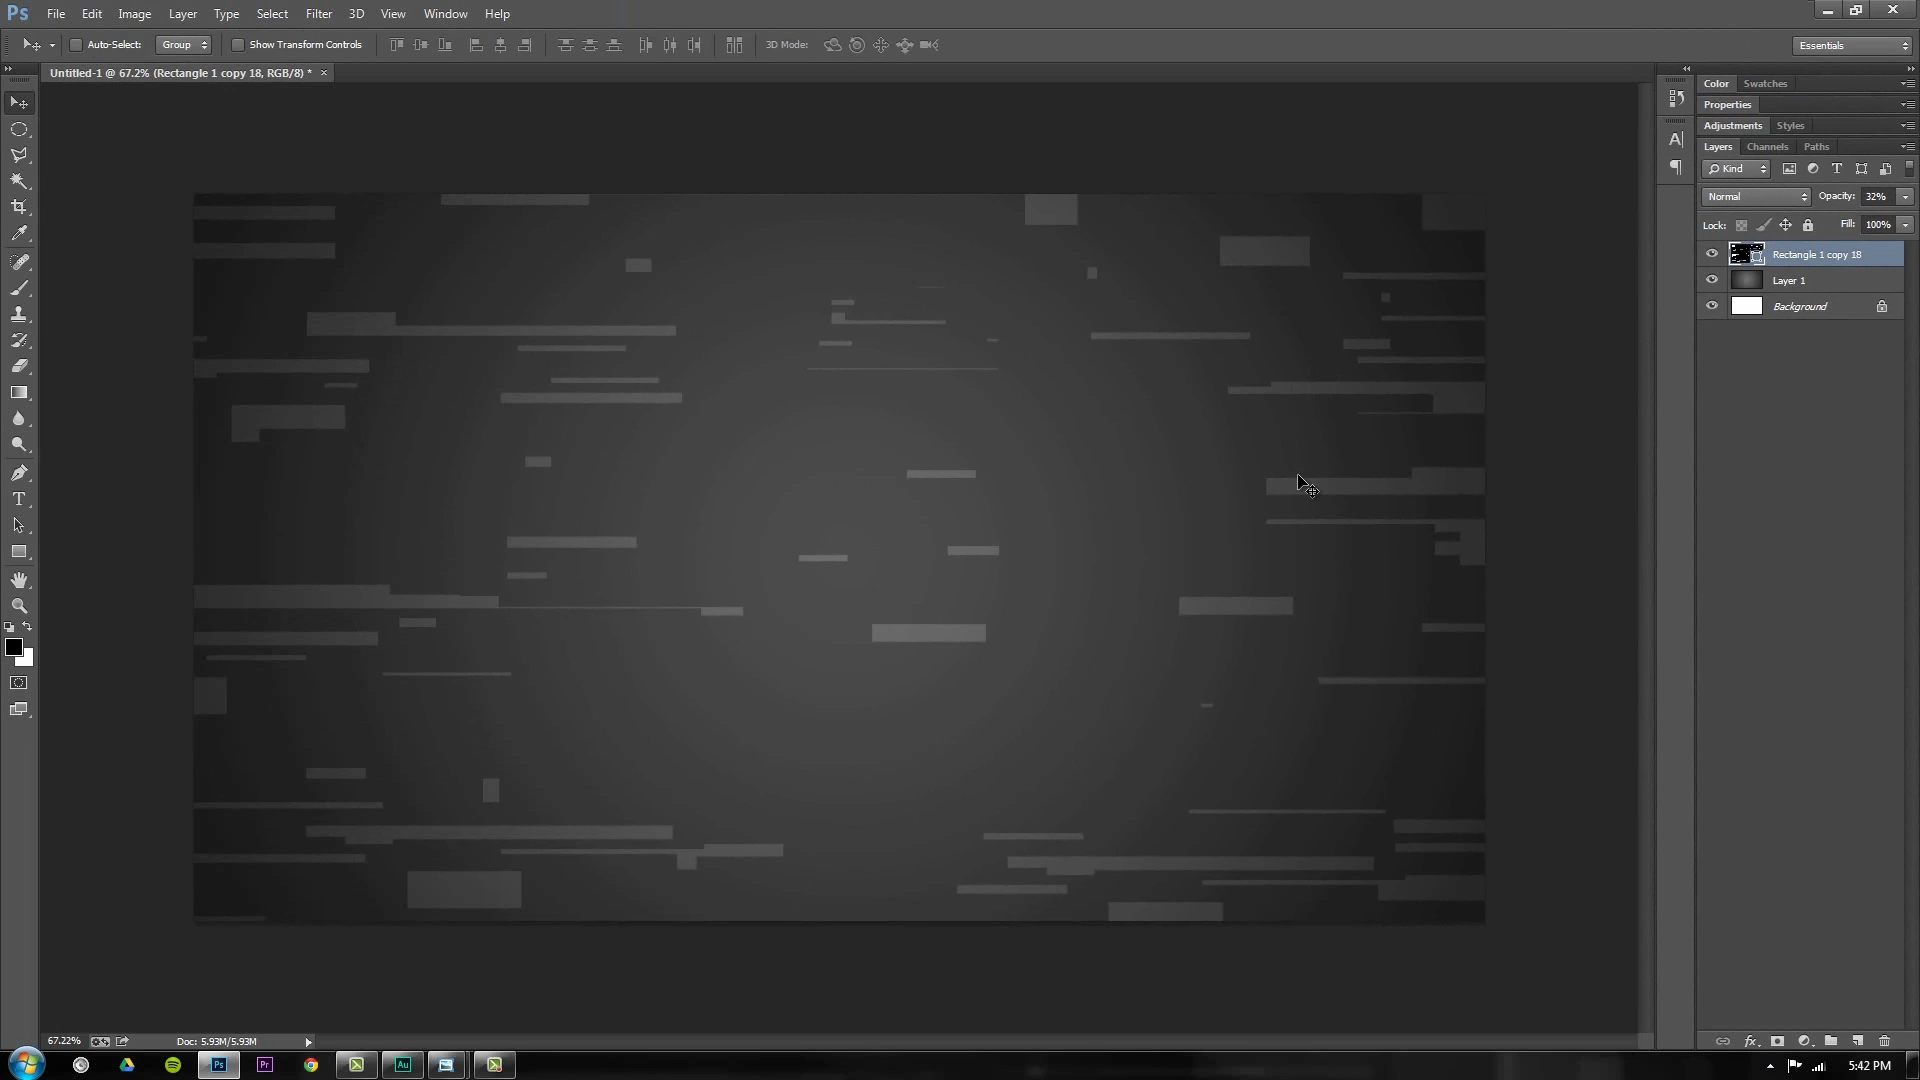 Ps File Edit Image Layer Type Select Filter 3D View Window Help
Auto-Select: Group Show Transform Controls 3D Mode: Essentials
Untitled-1 @ 67.2% (Rectangle 1 copy 18, RGB/8) * ×
Color Swatches
Properties
Adjustments Styles
Layers Channels Paths
Kind
Normal Opacity: 32%
Lock: Fill: 100%
Rectangle 1 copy 18
Layer 1
Background
67.22% Doc: 5.93M/5.93M
Ps Pr Au 5:42 PM